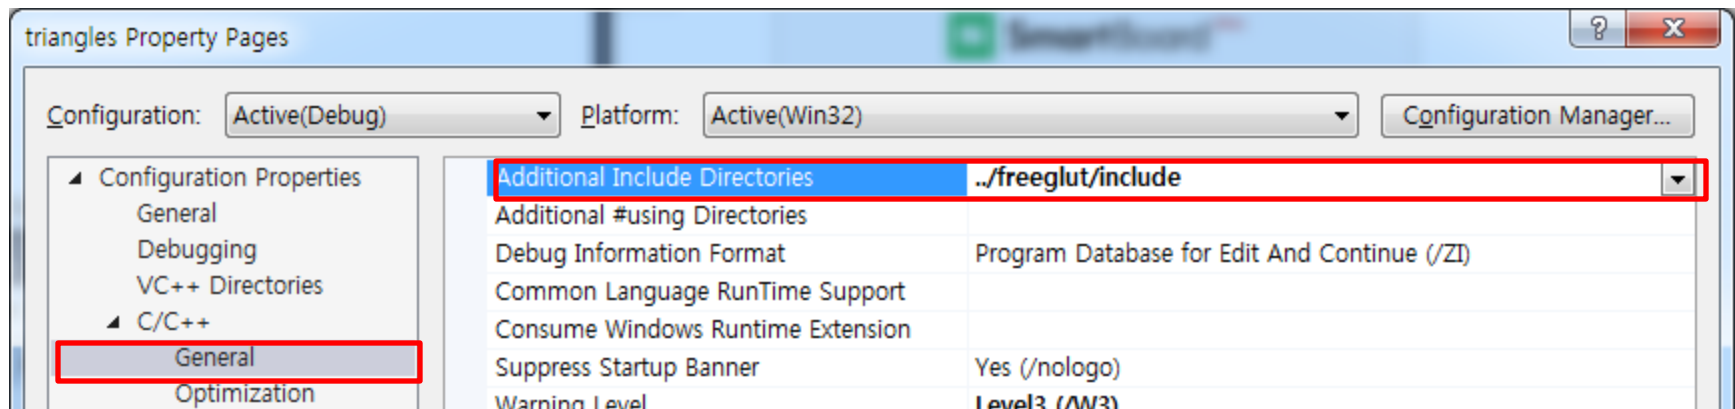 triangles Property Pages
SmartBoard
Configuration: Active(Debug) Platform: Active(Win32) Configuration Manager...
Configuration Properties
General
Debugging
VC++ Directories
C/C++
General
Optimization
Additional Include Directories ../freeglut/include
Additional #using Directories
Debug Information Format Program Database for Edit And Continue (/ZI)
Common Language RunTime Support
Consume Windows Runtime Extension
Suppress Startup Banner Yes (/nologo)
Warning Level Level3 (/W3)